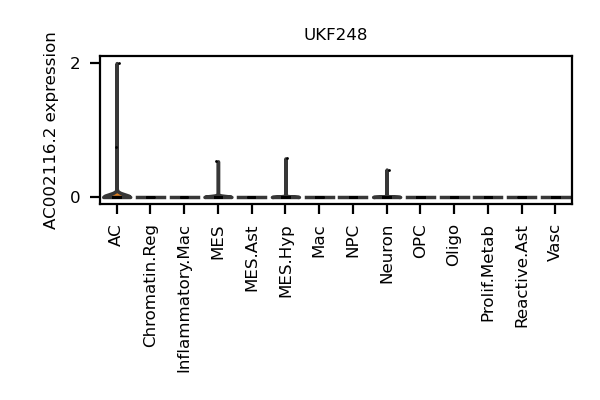 UKF248
AC002116.2 expression
2
0
AC
Chromatin.Reg
Inflammatory.Mac
MES
MES.Ast
MES.Hyp
Mac
NPC
Neuron
OPC
Oligo
Prolif.Metab
Reactive.Ast
Vasc